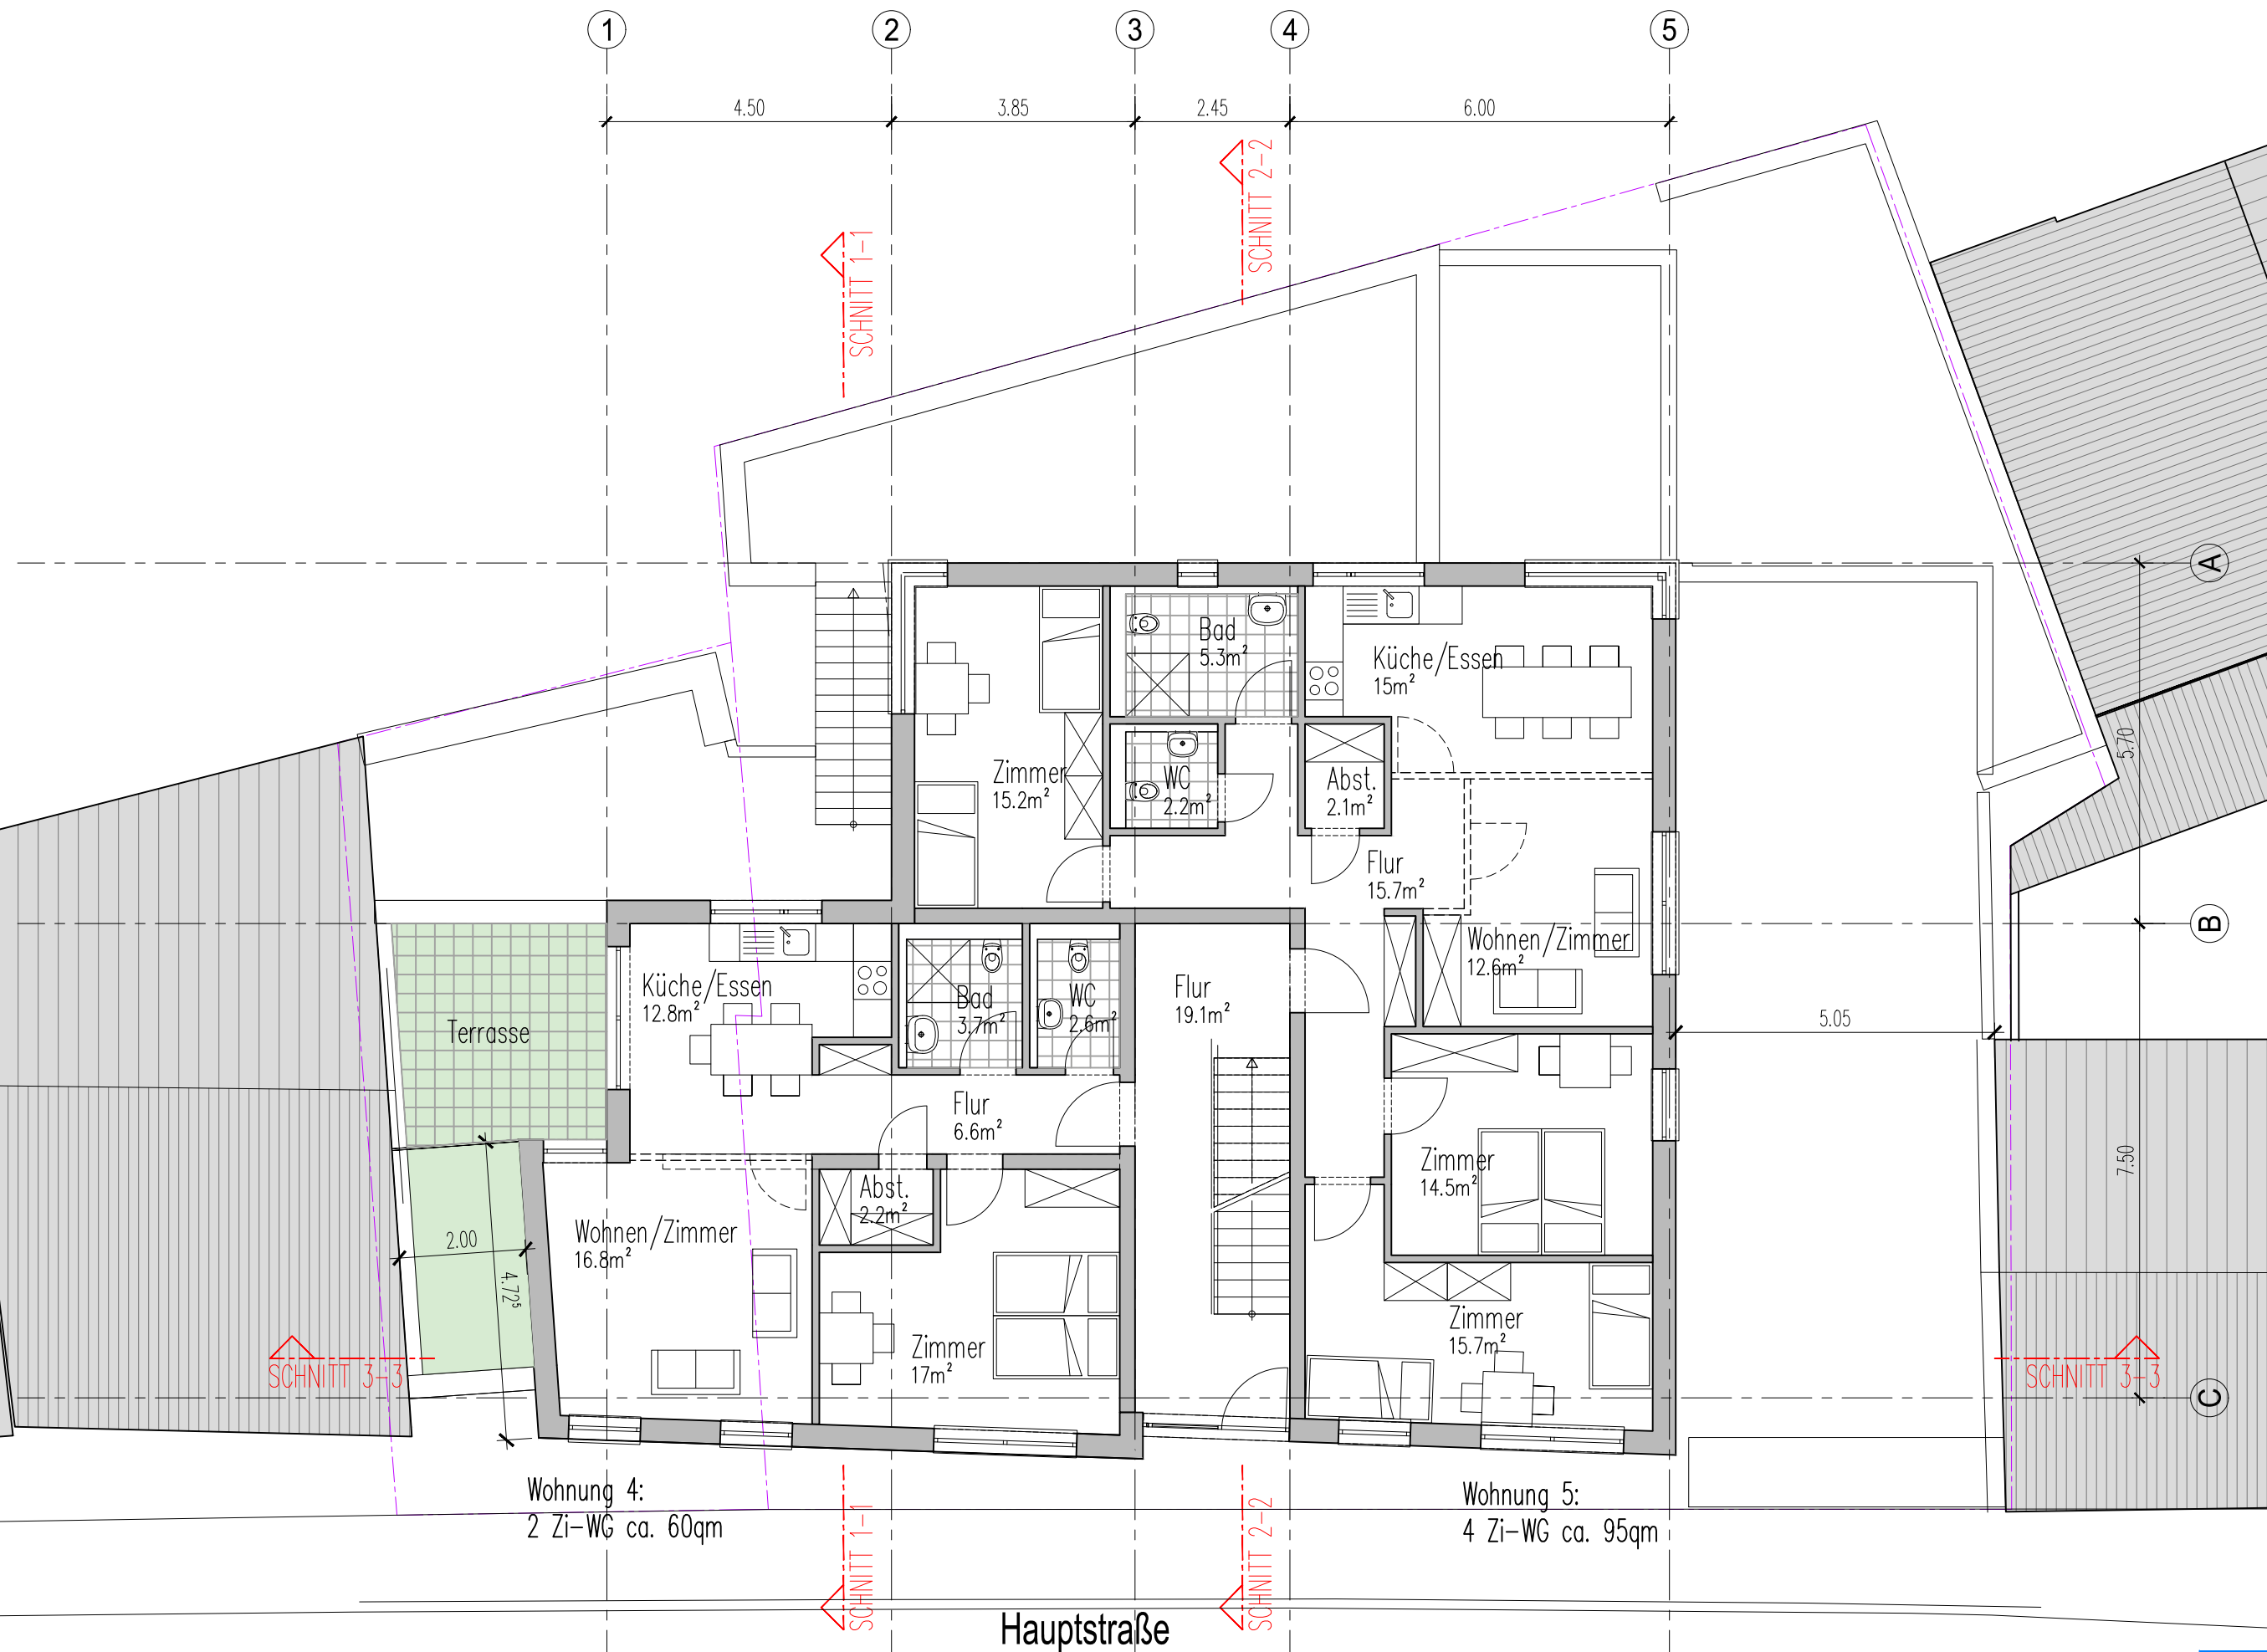 1
2
3
4
5
4.50
3.85
2.45
6.00
SCHNITT 2-2
SCHNITT 1-1
A
Bad
5.3m²
Küche/Essen
15m²
5.70
Zimmer
15.2m²
WC
2.2m²
Abst.
2.1m²
Flur
15.7m²
B
Wohnen/Zimmer
12.6m²
Küche/Essen
12.8m²
Bad
3.7m²
WC
2.6m²
Flur
19.1m²
Terrasse
5.05
Flur
6.6m²
Zimmer
14.5m²
7.50
Abst.
2.2m²
Wohnen/Zimmer
16.8m²
2.00
4.72⁵
Zimmer
17m²
Zimmer
15.7m²
SCHNITT 3-3
SCHNITT 3-3
C
Wohnung 4:
2 Zi-WG ca. 60qm
Wohnung 5:
4 Zi-WG ca. 95qm
SCHNITT 1-1
SCHNITT 2-2
Hauptstraße